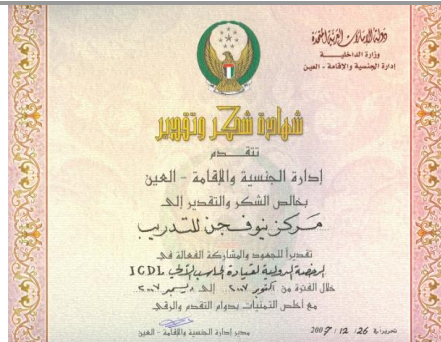 دولة الإمارات العربية المتحدة
وزارة الداخلية
إدارة الجنسية والإقامة - العين
شهادة شكر وتقدير
تتقدم
إدارة الجنسية والإقامة - العين
بخالص الشكر والتقدير إلى
مركز نيوفجن للتدريب
تقديراً للجهود والمشاركة الفعالة في
الرخصة الدولية لقيادة الحاسب الآلي ICDL
خلال الفترة من أكتوبر ٢٠٠٧ إلى ديسمبر ٢٠٠٧
مع أخلص التمنيات بدوام التقدم والرقي
مدير إدارة الجنسية والإقامة - العين
تحريراً في 26 / 12 / 2007